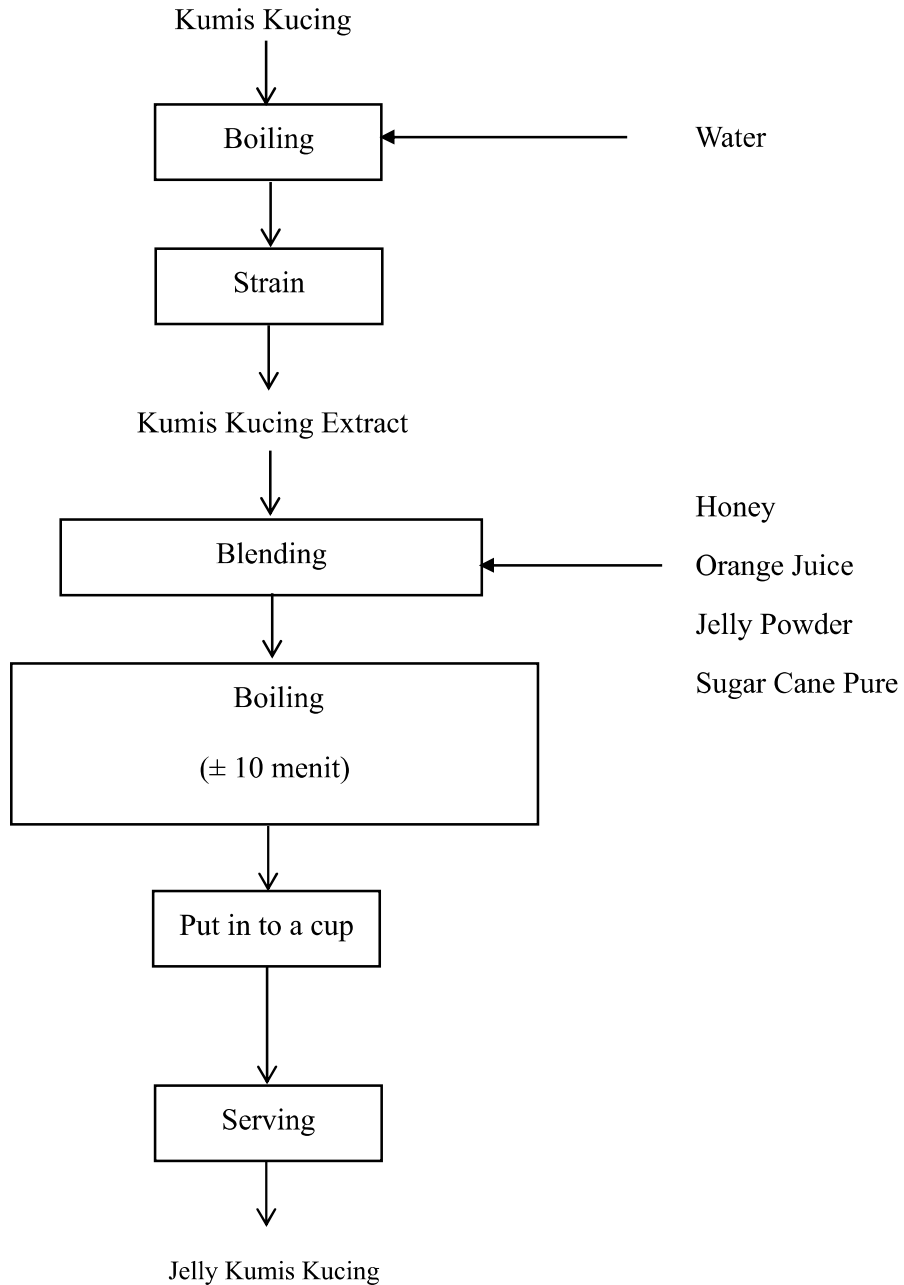 Kumis Kucing
Boiling
Water
Strain
Kumis Kucing Extract
Blending
Honey
Orange Juice
Jelly Powder
Sugar Cane Pure
Boiling
(± 10 menit)
Put in to a cup
Serving
Jelly Kumis Kucing